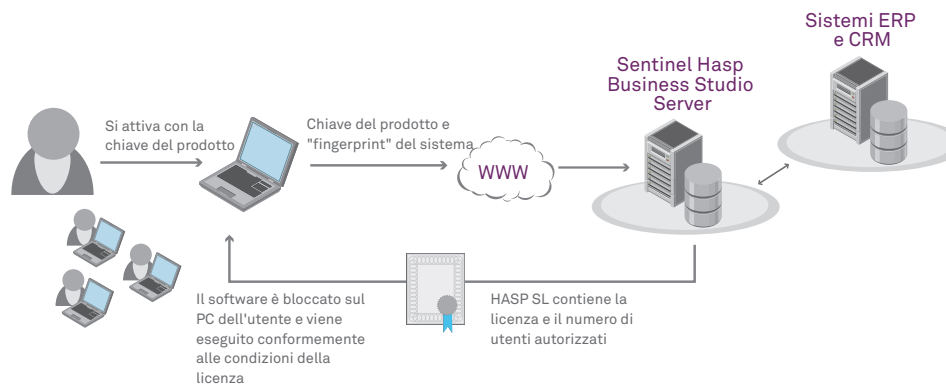 Sistemi ERP
e CRM
Sentinel Hasp
Business Studio
Server
Si attiva con la
chiave del prodotto
Chiave del prodotto e
"fingerprint" del sistema
WWW
Il software è bloccato sul
PC dell'utente e viene
eseguito conformemente
alle condizioni della
licenza
HASP SL contiene la
licenza e il numero di
utenti autorizzati